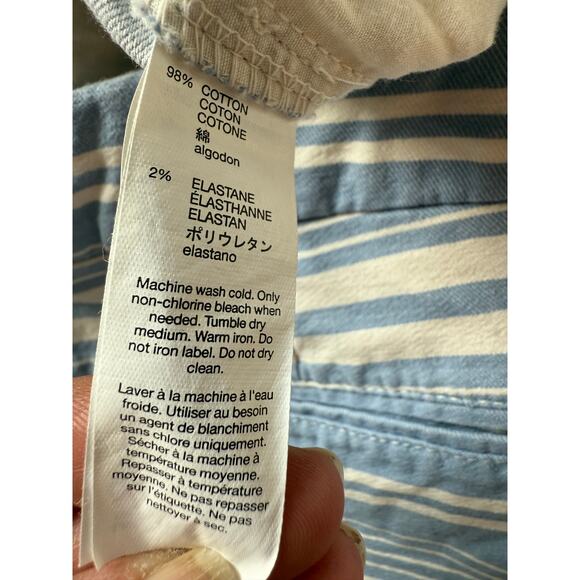 98% COTTON
COTON
COTONE
綿
algodon
2% ELASTANE
ÉLASTHANNE
ELASTAN
ポリウレタン
elastano
Machine wash cold. Only
non-chlorine bleach when
needed. Tumble dry
medium. Warm iron. Do
not iron label. Do not dry
clean.
Laver à la machine à l'eau
froide. Utiliser au besoin
un agent de blanchiment
sans chlore uniquement.
Sécher à la machine à
température moyenne.
Repasser à température
moyenne. Ne pas repasser
sur l'étiquette. Ne pas
nettoyer à sec.